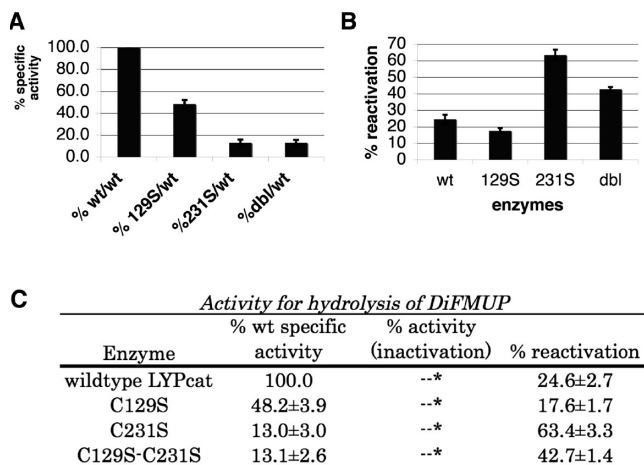 A
% specific
activity
100.0
80.0
60.0
40.0
20.0
0.0
% wt/wt
% 129S/wt
%231S/wt
%dbl/wt
B
% reactivation
70
60
50
40
30
20
10
0
wt 129S 231S dbl
enzymes
C
Activity for hydrolysis of DiFMUP
% wt specific % activity
Enzyme activity (inactivation) % reactivation
wildtype LYPcat 100.0 --* 24.6±2.7
C129S 48.2±3.9 --* 17.6±1.7
C231S 13.0±3.0 --* 63.4±3.3
C129S-C231S 13.1±2.6 --* 42.7±1.4